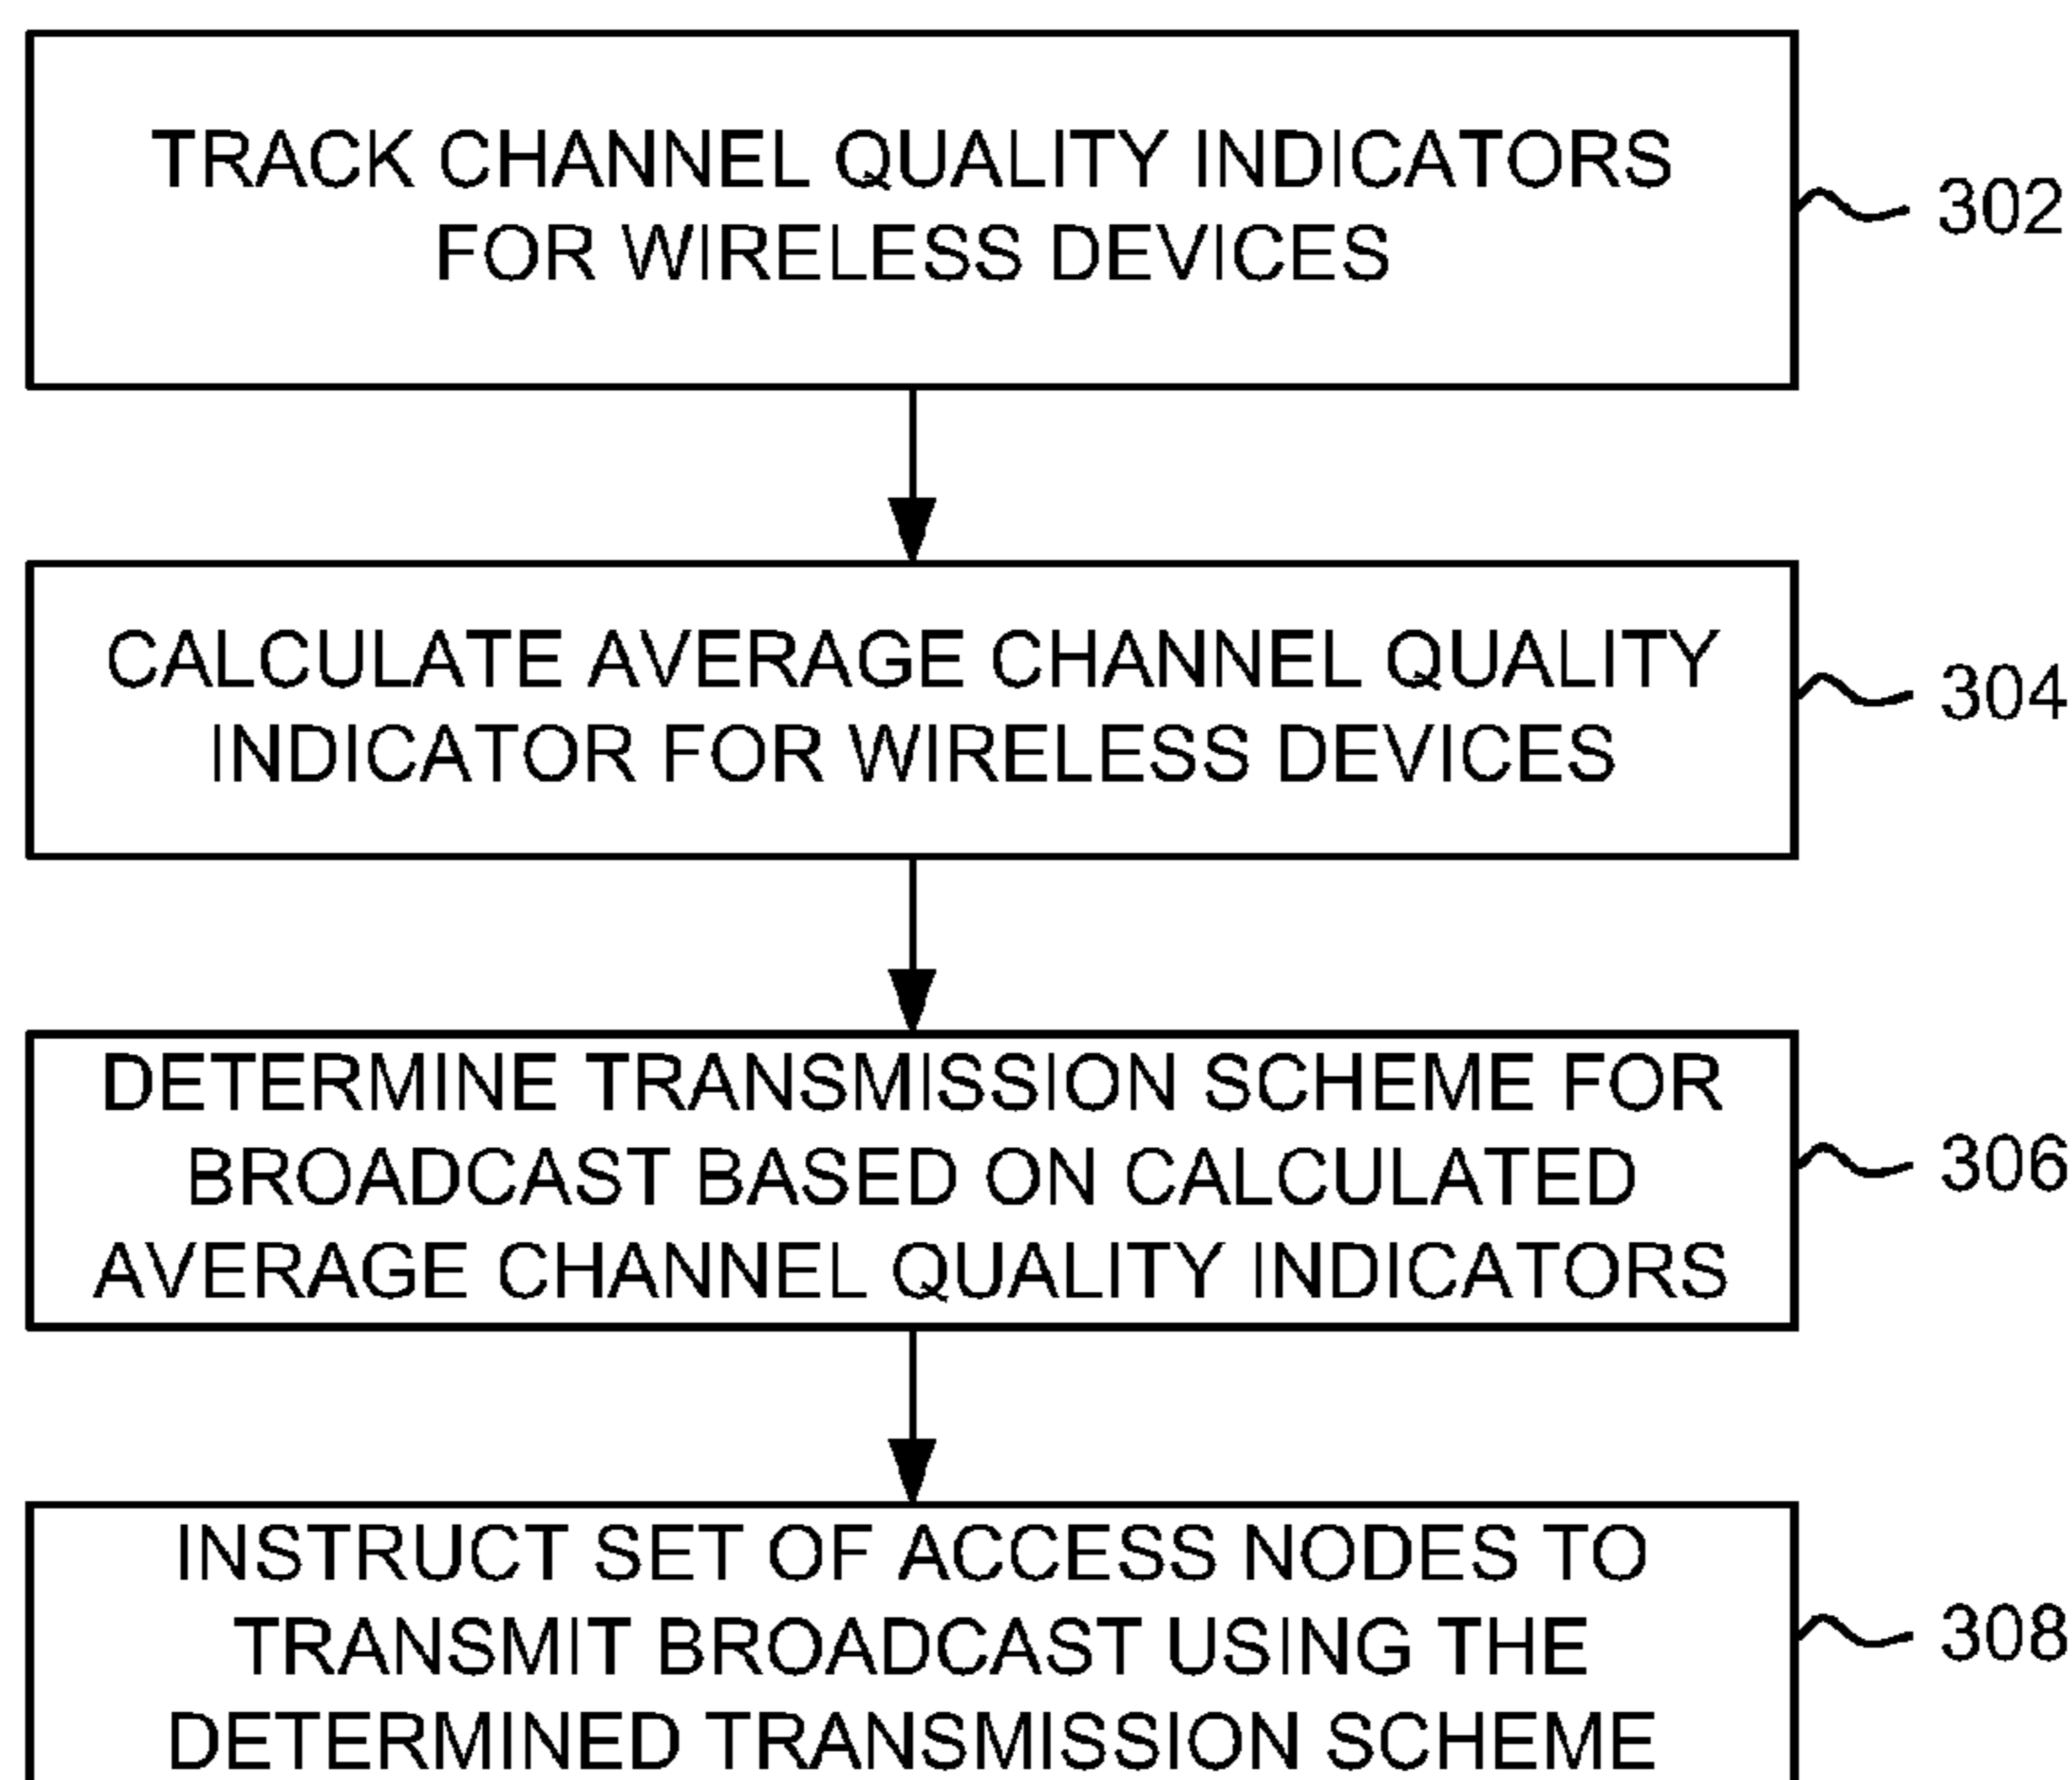 TRACK CHANNEL QUALITY INDICATORS
FOR WIRELESS DEVICES
302
CALCULATE AVERAGE CHANNEL QUALITY
INDICATOR FOR WIRELESS DEVICES
304
DETERMINE TRANSMISSION SCHEME FOR
BROADCAST BASED ON CALCULATED
AVERAGE CHANNEL QUALITY INDICATORS
306
INSTRUCT SET OF ACCESS NODES TO
TRANSMIT BROADCAST USING THE
DETERMINED TRANSMISSION SCHEME
308